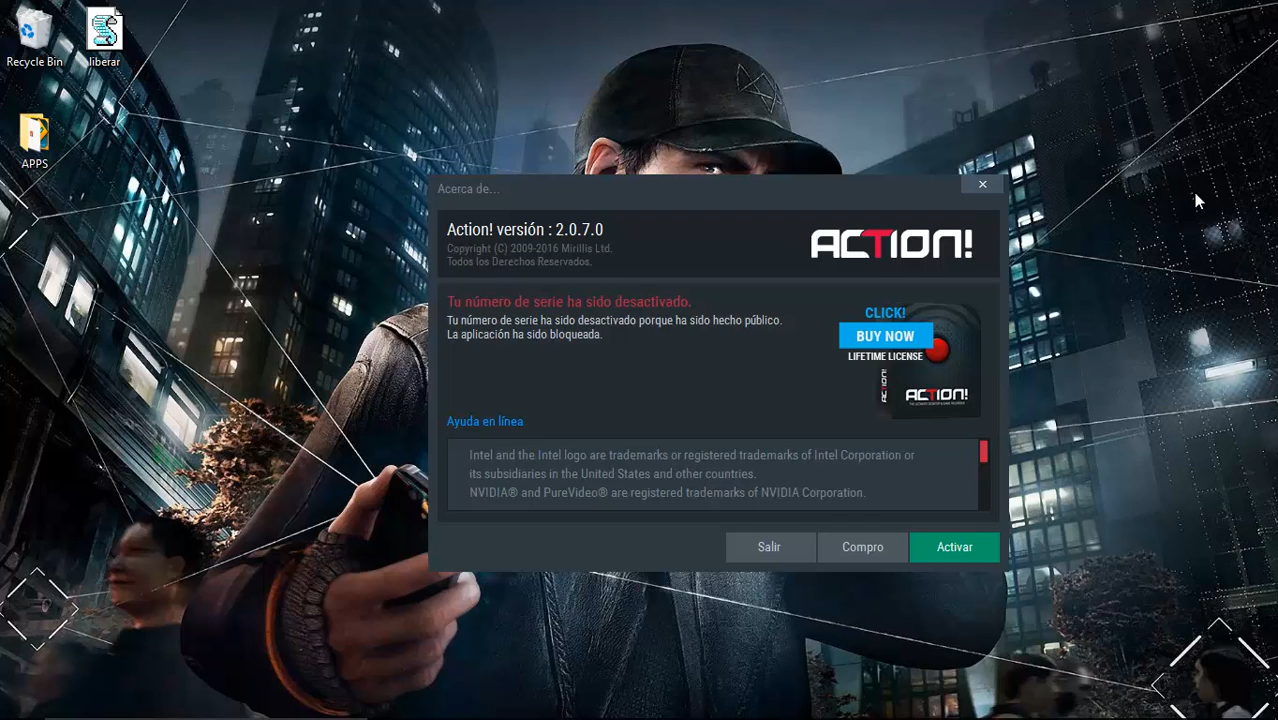 Recycle Bin
liberar
APPS
Acerca de...
Action! versión : 2.0.7.0
Copyright (C) 2009-2016 Mirillis Ltd.
Todos los Derechos Reservados.
ACTION!
Tu número de serie ha sido desactivado.
Tu número de serie ha sido desactivado porque ha sido hecho público.
La aplicación ha sido bloqueada.
CLICK!
BUY NOW
LIFETIME LICENSE
ACTION!
ACTION!
Ayuda en línea
Intel and the Intel logo are trademarks or registered trademarks of Intel Corporation or
its subsidiaries in the United States and other countries.
NVIDIA® and PureVideo® are registered trademarks of NVIDIA Corporation.
Salir
Compro
Activar